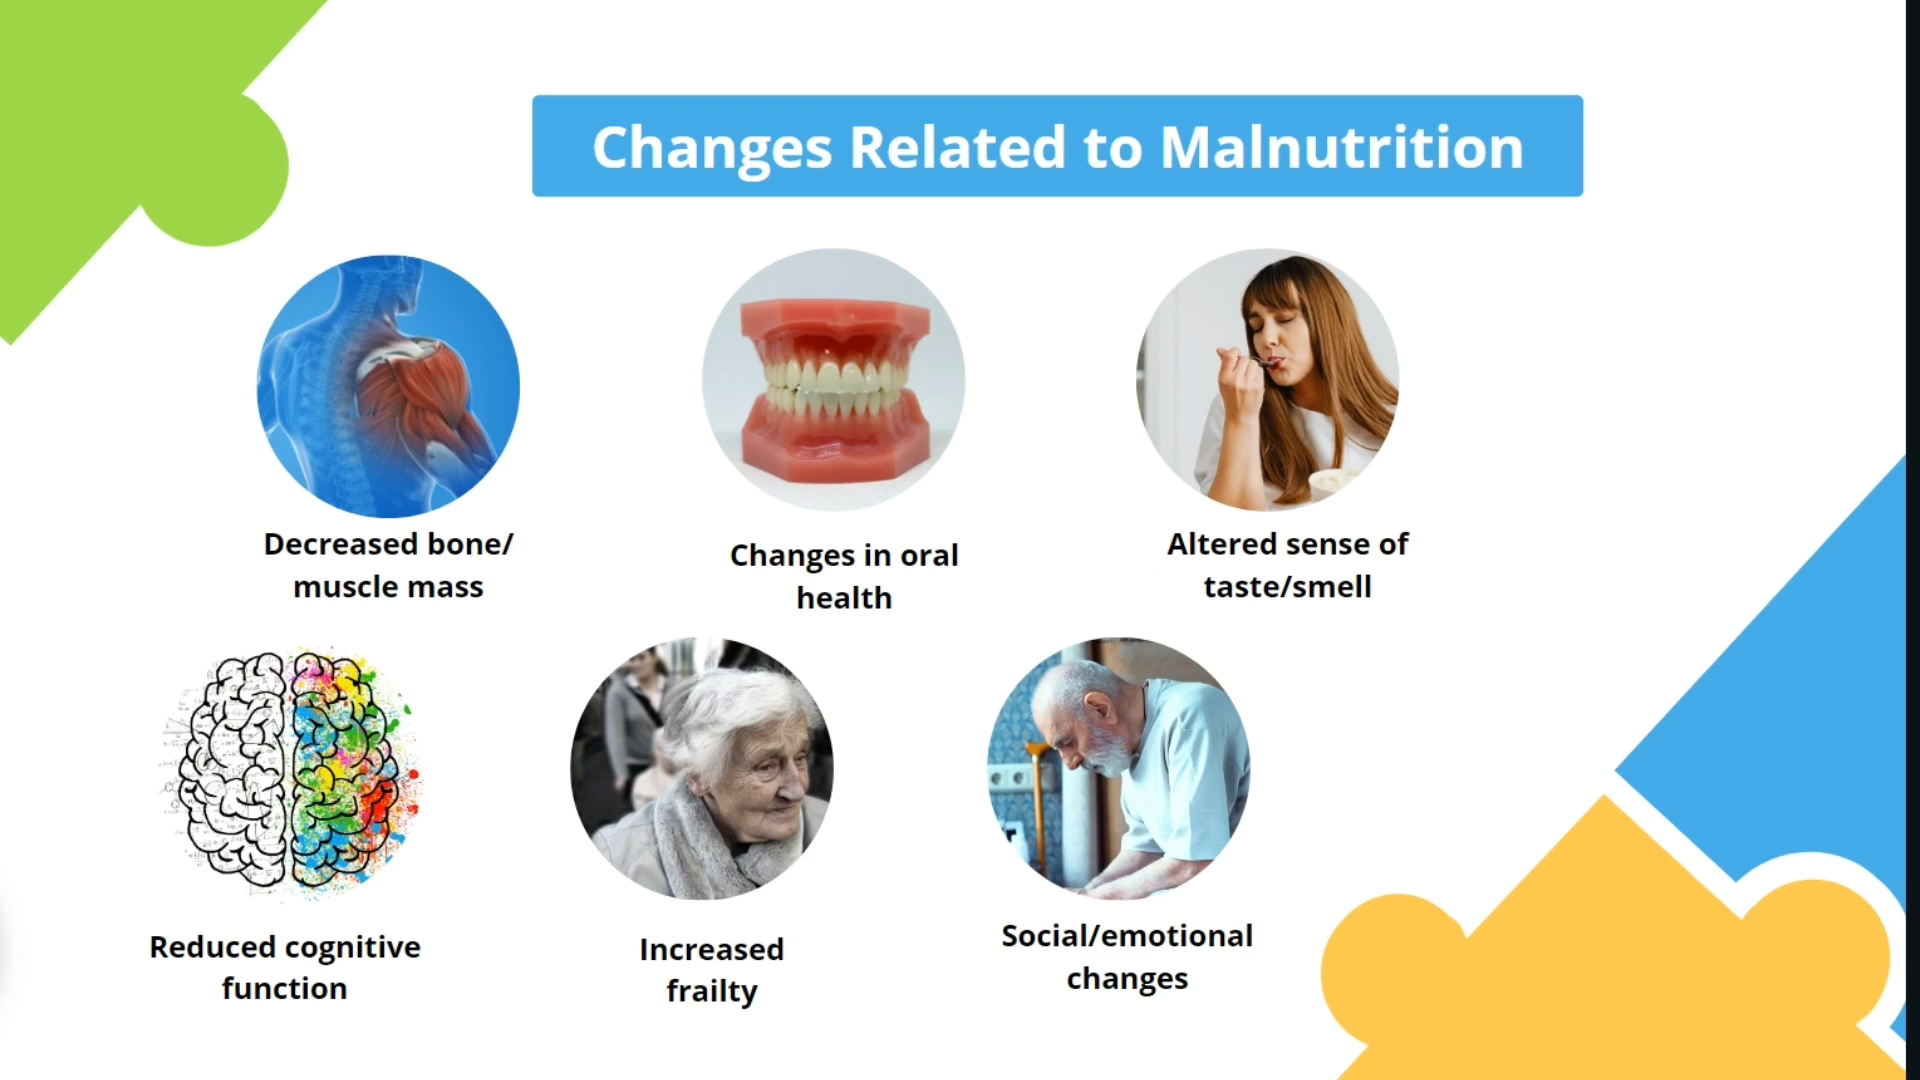 Changes Related to Malnutrition
Decreased bone/
muscle mass
Changes in oral
health
Altered sense of
taste/smell
Reduced cognitive
function
Increased
frailty
Social/emotional
changes